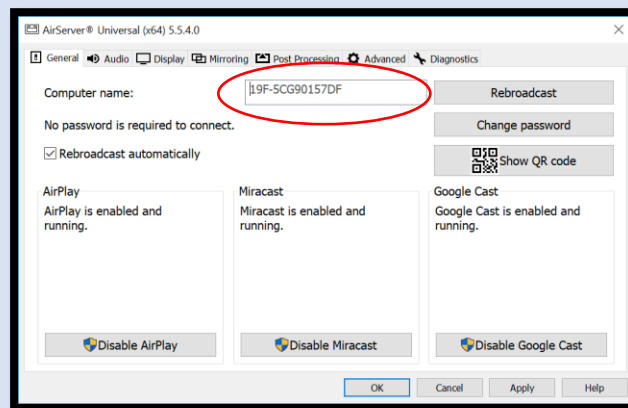 AirServer® Universal (x64) 5.5.4.0
General Audio Display Mirroring Post Processing Advanced Diagnostics
Computer name: 19F-5CG90157DF Rebroadcast
No password is required to connect. Change password
Rebroadcast automatically Show QR code
AirPlay Miracast Google Cast
AirPlay is enabled and running.
Miracast is enabled and running.
Google Cast is enabled and running.
Disable AirPlay Disable Miracast Disable Google Cast
OK Cancel Apply Help